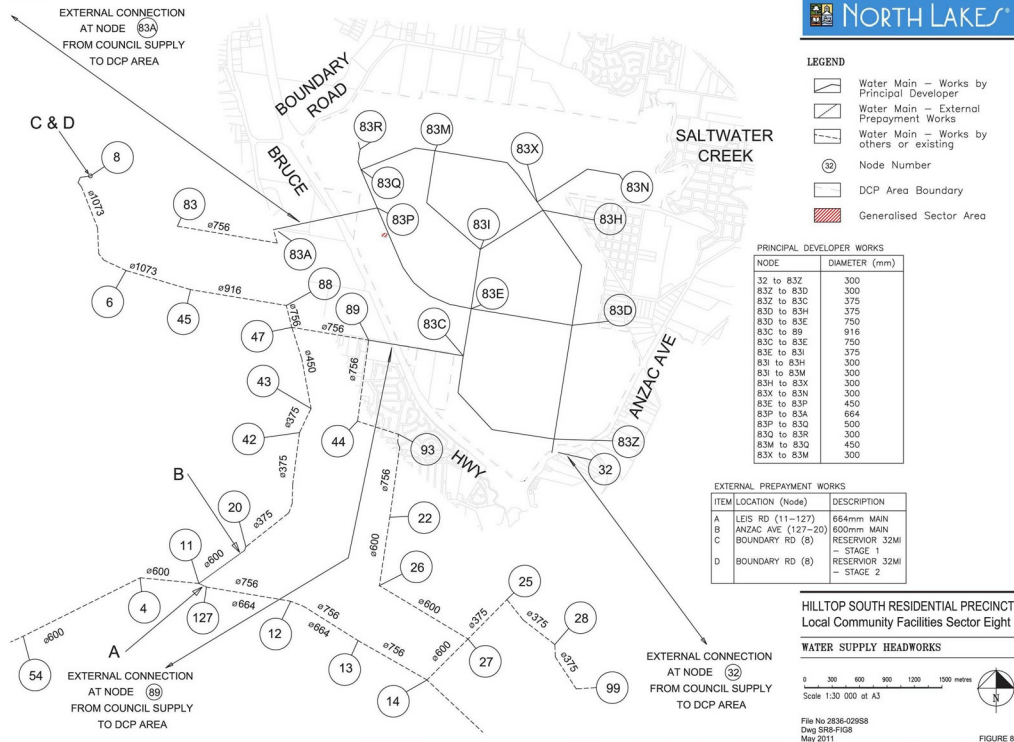 EXTERNAL CONNECTION
AT NODE 83A
FROM COUNCIL SUPPLY
TO DCP AREA
C & D
8
ø1073
83
ø756
83A
ø1073
6
ø916
45
88
ø756
47
ø756
89
ø450
ø756
43
ø375
42
44
93
ø375
ø756
B
20
ø375
22
11
ø600
ø600
ø600
ø756
26
4
127
ø664
12
ø756
ø664
ø600
25
ø375
ø375
28
ø600
54
A
13
ø756
ø600
27
ø375
14
99
EXTERNAL CONNECTION
AT NODE 89
FROM COUNCIL SUPPLY
TO DCP AREA
BOUNDARY
ROAD
BRUCE
HWY
83R
83M
83X
83Q
83N
83P
83I
83H
83E
83C
83D
83Z
32
SALTWATER
CREEK
ANZAC AVE
EXTERNAL CONNECTION
AT NODE 32
FROM COUNCIL SUPPLY
TO DCP AREA
NORTH LAKES
LEGEND
Water Main – Works by
Principal Developer
Water Main – External
Prepayment Works
Water Main – Works by
others or existing
32 Node Number
DCP Area Boundary
Generalised Sector Area
PRINCIPAL DEVELOPER WORKS
NODE DIAMETER (mm)
32 to 83Z 300
83Z to 83D 300
83Z to 83C 375
83D to 83H 375
83D to 83E 750
83C to 89 916
83C to 83E 750
83E to 83I 375
83I to 83H 300
83I to 83M 300
83H to 83X 300
83X to 83N 300
83E to 83P 450
83P to 83A 664
83P to 83Q 500
83Q to 83R 300
83M to 83Q 450
83X to 83M 300
EXTERNAL PREPAYMENT WORKS
ITEM LOCATION (Node) DESCRIPTION
A LEIS RD (11–127) 664mm MAIN
B ANZAC AVE (127–20) 600mm MAIN
C BOUNDARY RD (8) RESERVIOR 32Ml
– STAGE 1
D BOUNDARY RD (8) RESERVIOR 32Ml
– STAGE 2
HILLTOP SOUTH RESIDENTIAL PRECINCT
Local Community Facilities Sector Eight
WATER SUPPLY HEADWORKS
0 300 600 900 1200 1500 metres
Scale 1:30 000 at A3
N
File No 2836-029S8
Dwg SR8-FIG8
May 2011
FIGURE 8